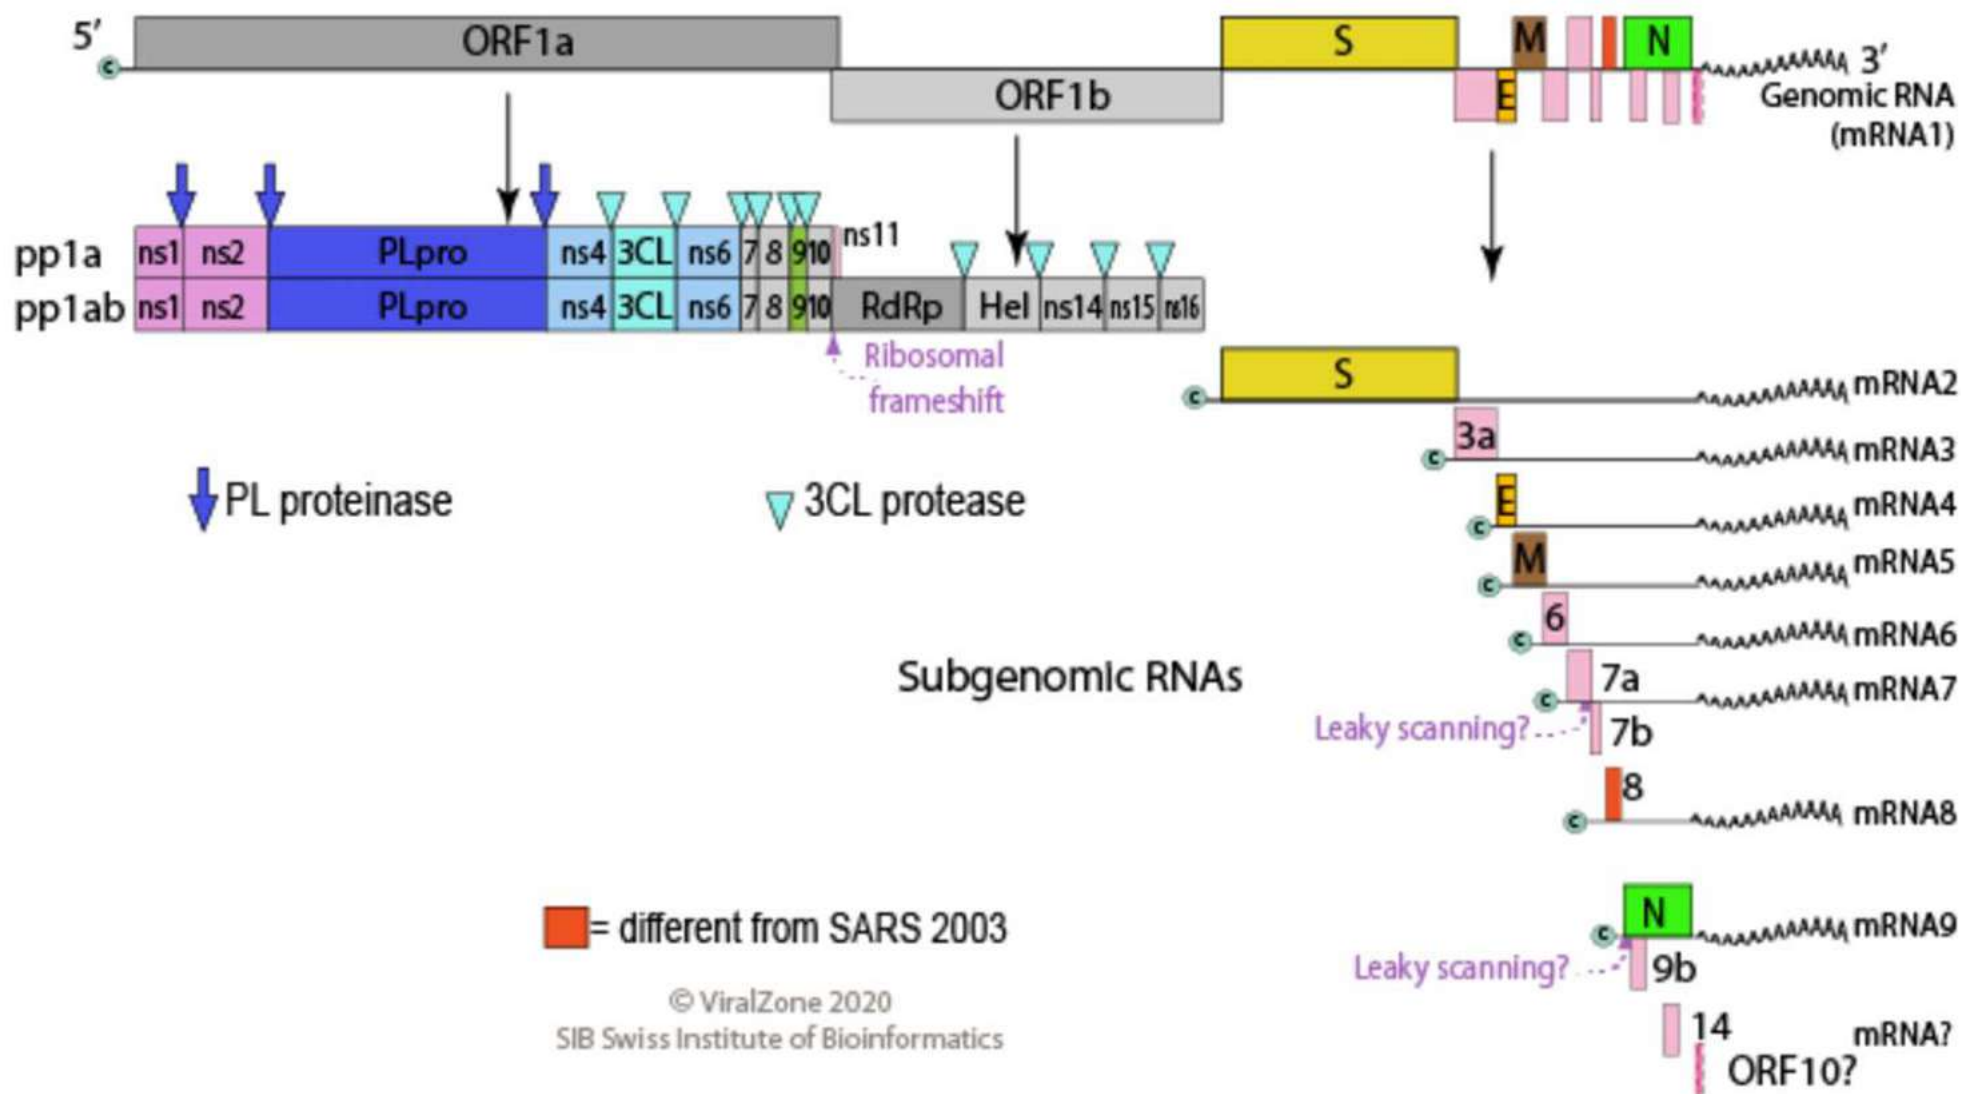 5′
ORF1a
S
M
N
3′
c
ORF1b
E
Genomic RNA
(mRNA1)
pp1a
ns1
ns2
PLpro
ns4
3CL
ns6
7
8
9
10
ns11
pp1ab
ns1
ns2
PLpro
ns4
3CL
ns6
7
8
9
10
RdRp
Hel
ns14
ns15
ns16
Ribosomal
frameshift
S
c
mRNA2
3a
c
mRNA3
PL proteinase
3CL protease
E
c
mRNA4
M
c
mRNA5
6
c
mRNA6
Subgenomic RNAs
7a
c
mRNA7
Leaky scanning?
7b
8
c
mRNA8
= different from SARS 2003
N
c
mRNA9
Leaky scanning?
9b
© ViralZone 2020
SIB Swiss Institute of Bioinformatics
14
mRNA?
ORF10?